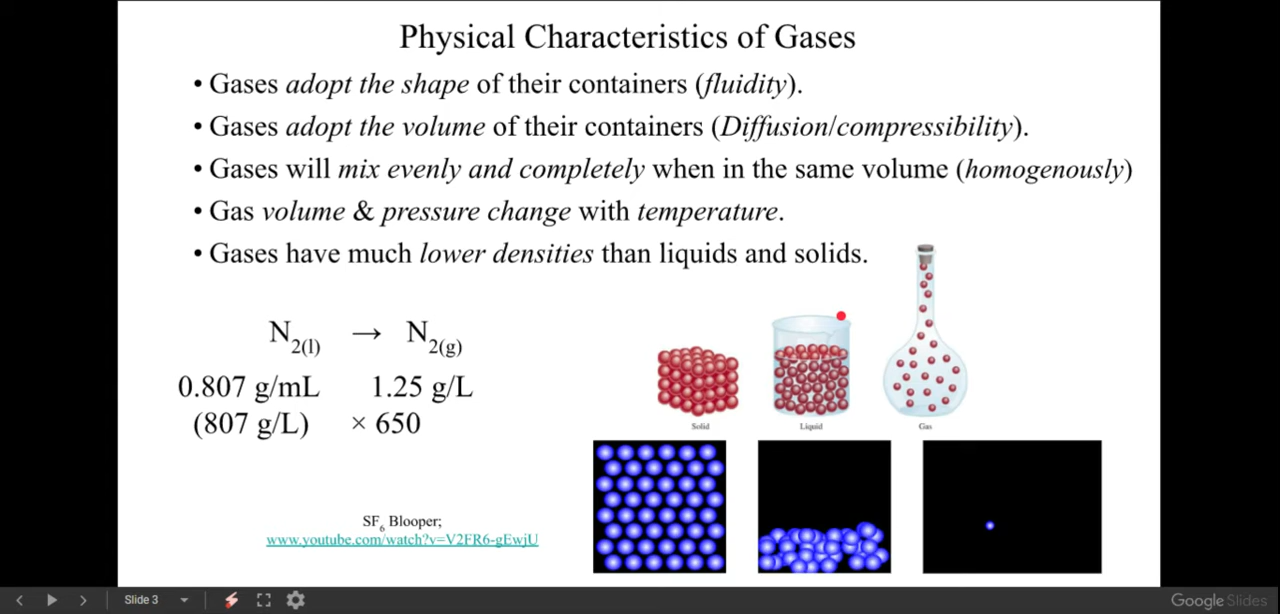 Physical Characteristics of Gases
• Gases adopt the shape of their containers (fluidity).
• Gases adopt the volume of their containers (Diffusion/compressibility).
• Gases will mix evenly and completely when in the same volume (homogenously)
• Gas volume & pressure change with temperature.
• Gases have much lower densities than liquids and solids.
N2(l) → N2(g)
0.807 g/mL 1.25 g/L
(807 g/L) × 650
Solid Liquid Gas
SF6 Blooper;
www.youtube.com/watch?v=V2FR6-gEwjU
Slide 3
Google Slides